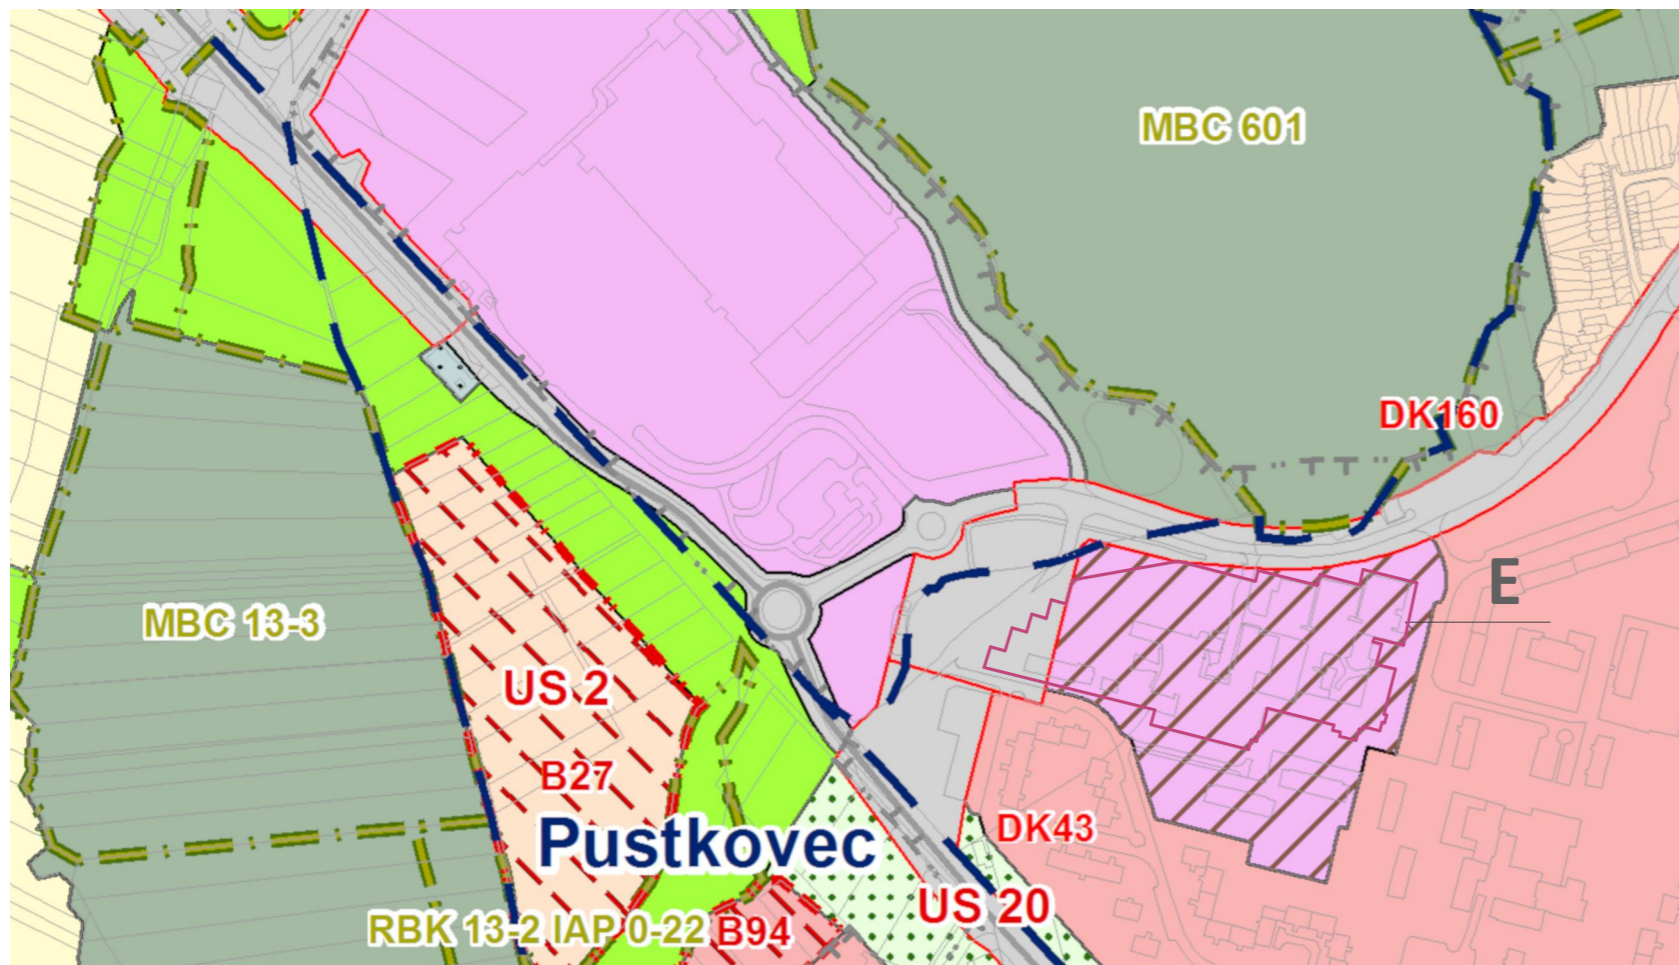 MBC 601
DK160
E
MBC 13-3
US 2
B27
DK43
Pustkovec
US 20
RBK 13-2 IAP 0-22
B94